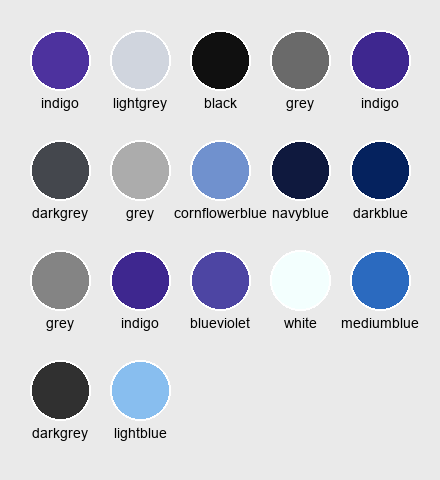 indigo lightgrey black grey indigo
darkgrey grey cornflowerblue navyblue darkblue
grey indigo blueviolet white mediumblue
darkgrey lightblue